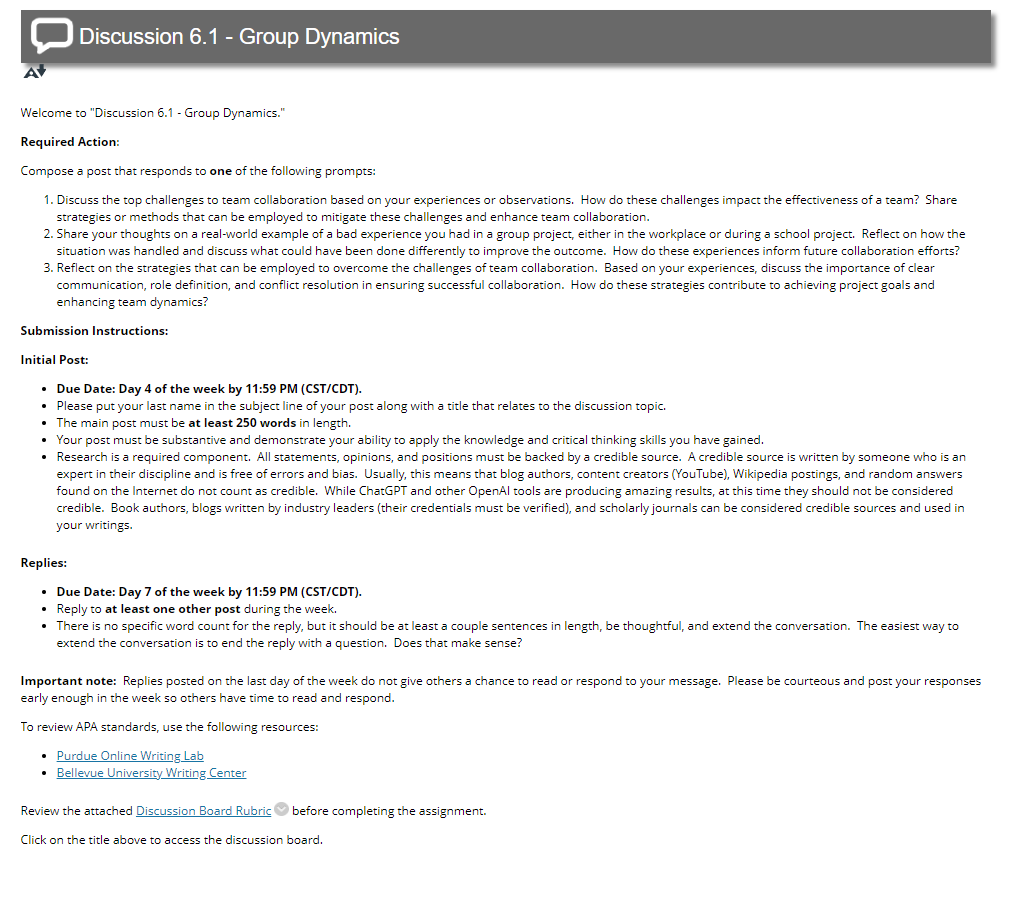 Discussion 6.1 - Group Dynamics
A
Welcome to "Discussion 6.1 - Group Dynamics."
Required Action:
Compose a post that responds to one of the following prompts:
1. Discuss the top challenges to team collaboration based on your experiences or observations.  How do these challenges impact the effectiveness of a team?  Share
strategies or methods that can be employed to mitigate these challenges and enhance team collaboration.
2. Share your thoughts on a real-world example of a bad experience you had in a group project, either in the workplace or during a school project.  Reflect on how the
situation was handled and discuss what could have been done differently to improve the outcome.  How do these experiences inform future collaboration efforts?
3. Reflect on the strategies that can be employed to overcome the challenges of team collaboration.  Based on your experiences, discuss the importance of clear
communication, role definition, and conflict resolution in ensuring successful collaboration.  How do these strategies contribute to achieving project goals and
enhancing team dynamics?
Submission Instructions:
Initial Post:
• Due Date: Day 4 of the week by 11:59 PM (CST/CDT).
• Please put your last name in the subject line of your post along with a title that relates to the discussion topic.
• The main post must be at least 250 words in length.
• Your post must be substantive and demonstrate your ability to apply the knowledge and critical thinking skills you have gained.
• Research is a required component.  All statements, opinions, and positions must be backed by a credible source.  A credible source is written by someone who is an
expert in their discipline and is free of errors and bias.  Usually, this means that blog authors, content creators (YouTube), Wikipedia postings, and random answers
found on the Internet do not count as credible.  While ChatGPT and other OpenAI tools are producing amazing results, at this time they should not be considered
credible.  Book authors, blogs written by industry leaders (their credentials must be verified), and scholarly journals can be considered credible sources and used in
your writings.
Replies:
• Due Date: Day 7 of the week by 11:59 PM (CST/CDT).
• Reply to at least one other post during the week.
• There is no specific word count for the reply, but it should be at least a couple sentences in length, be thoughtful, and extend the conversation.  The easiest way to
extend the conversation is to end the reply with a question.  Does that make sense?
Important note:  Replies posted on the last day of the week do not give others a chance to read or respond to your message.  Please be courteous and post your responses
early enough in the week so others have time to read and respond.
To review APA standards, use the following resources:
• Purdue Online Writing Lab
• Bellevue University Writing Center
Review the attached Discussion Board Rubric before completing the assignment.
Click on the title above to access the discussion board.